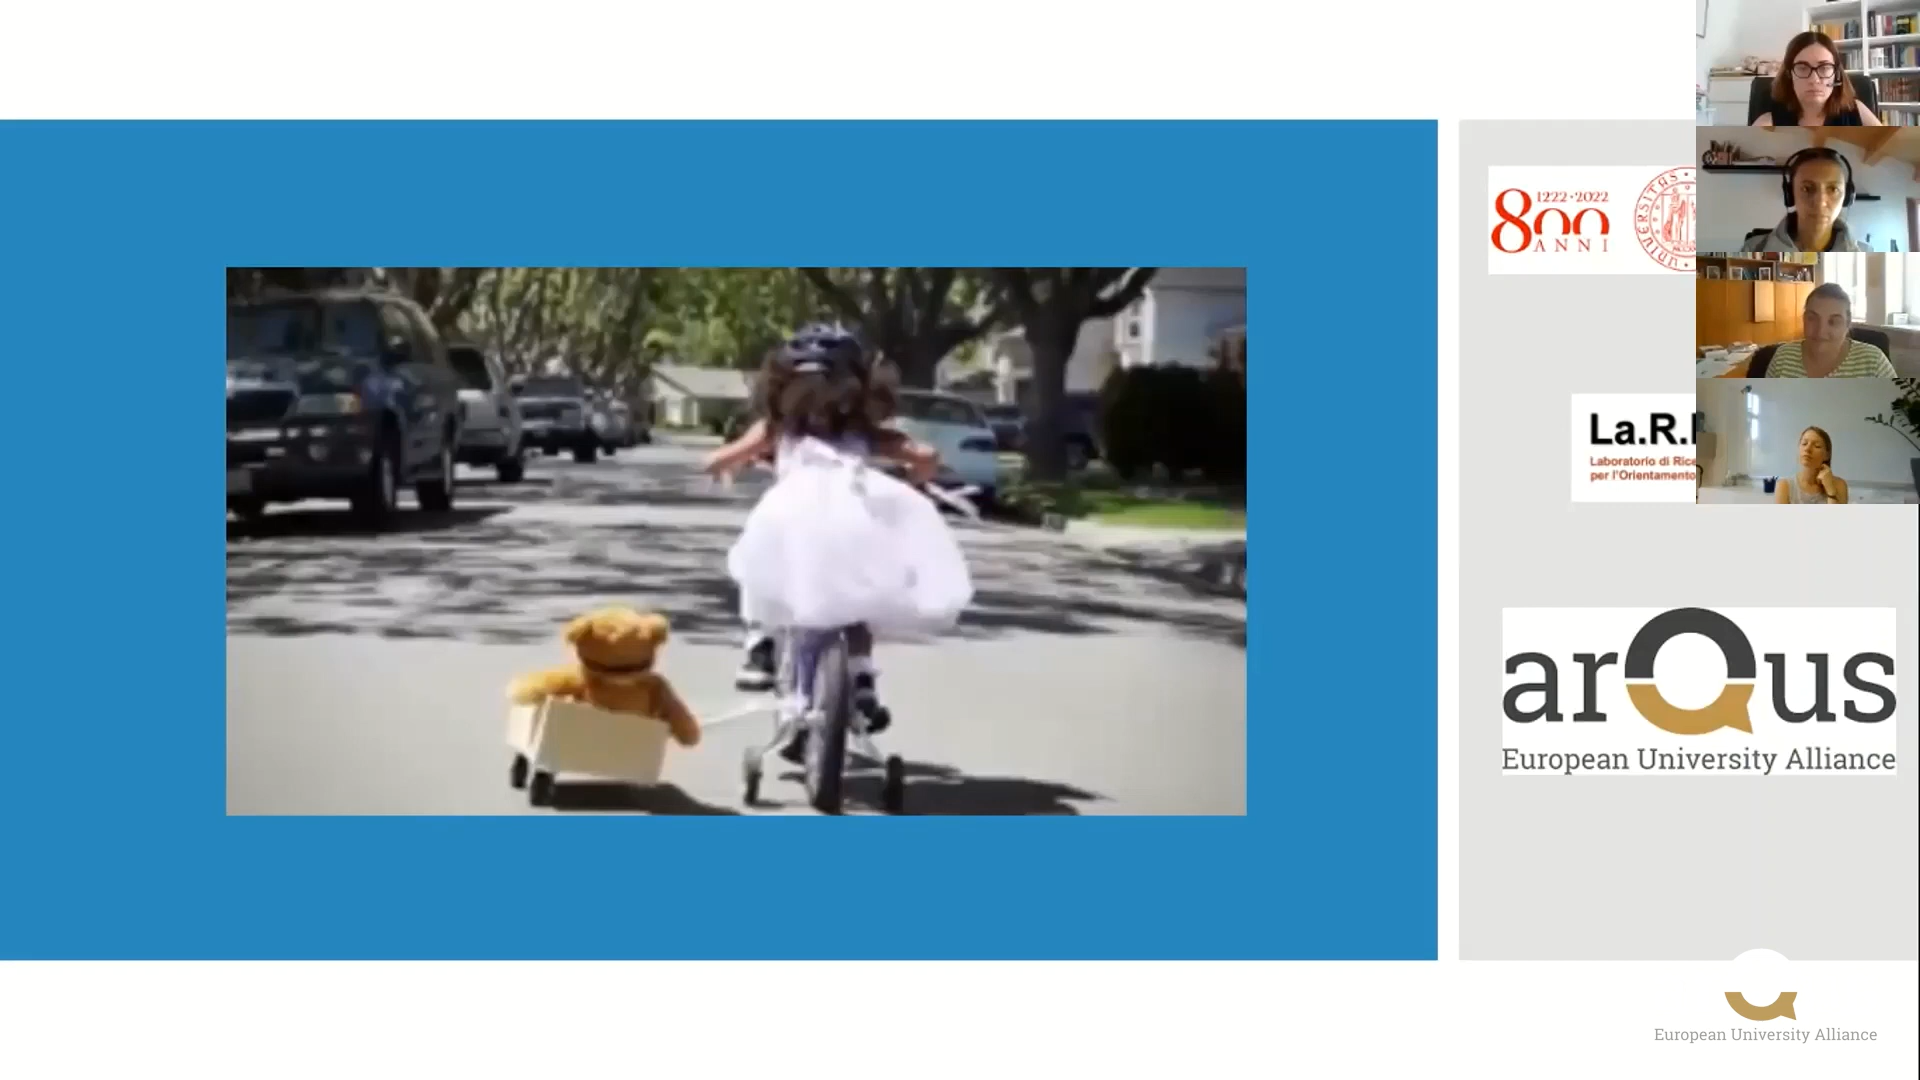 1222·2022
800
ANNI
La.R.I
Laboratorio di Rice
per l'Orientamento
arQus
European University Alliance
European University Alliance